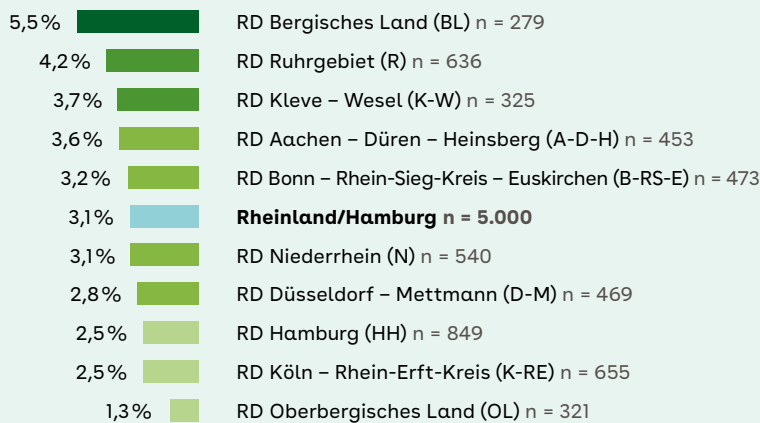 5,5 % RD Bergisches Land (BL) n = 279
4,2 % RD Ruhrgebiet (R) n = 636
3,7 % RD Kleve – Wesel (K-W) n = 325
3,6 % RD Aachen – Düren – Heinsberg (A-D-H) n = 453
3,2 % RD Bonn – Rhein-Sieg-Kreis – Euskirchen (B-RS-E) n = 473
3,1 % Rheinland/Hamburg n = 5.000
3,1 % RD Niederrhein (N) n = 540
2,8 % RD Düsseldorf – Mettmann (D-M) n = 469
2,5 % RD Hamburg (HH) n = 849
2,5 % RD Köln – Rhein-Erft-Kreis (K-RE) n = 655
1,3 % RD Oberbergisches Land (OL) n = 321